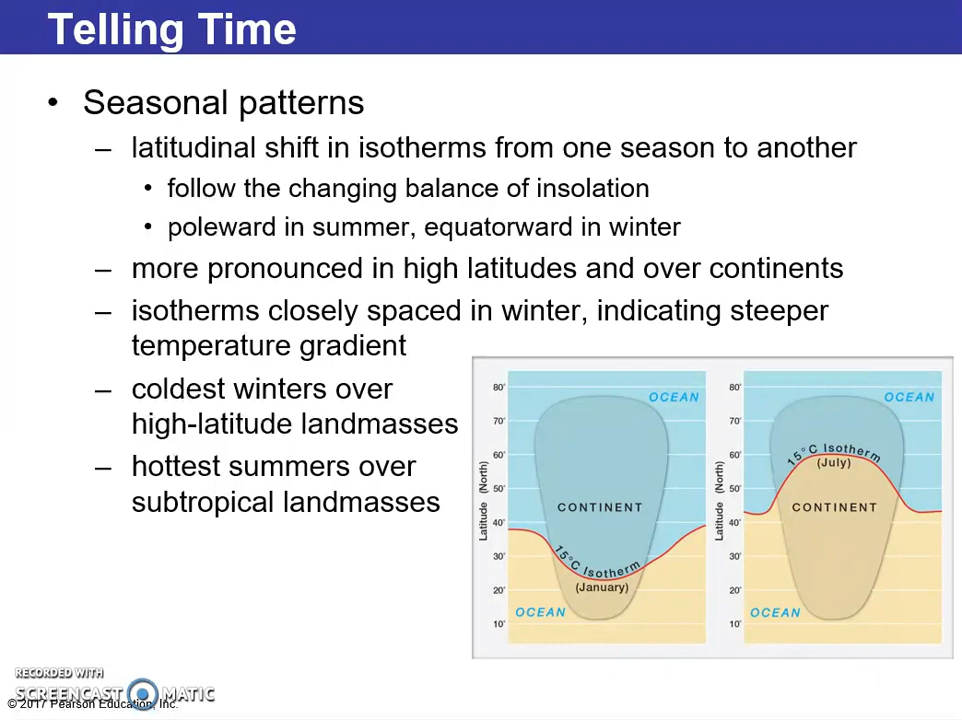 Telling Time
• Seasonal patterns
– latitudinal shift in isotherms from one season to another
• follow the changing balance of insolation
• poleward in summer, equatorward in winter
– more pronounced in high latitudes and over continents
– isotherms closely spaced in winter, indicating steeper
temperature gradient
– coldest winters over
high-latitude landmasses
– hottest summers over
subtropical landmasses
80°
70°
60°
50°
40°
30°
20°
10°
Latitude (North)
OCEAN
CONTINENT
15°C Isotherm
(January)
OCEAN
80°
70°
60°
50°
40°
30°
20°
10°
Latitude (North)
OCEAN
15°C Isotherm
(July)
CONTINENT
OCEAN
RECORDED WITH
SCREENCAST MATIC
© 2017 Pearson Education, Inc.